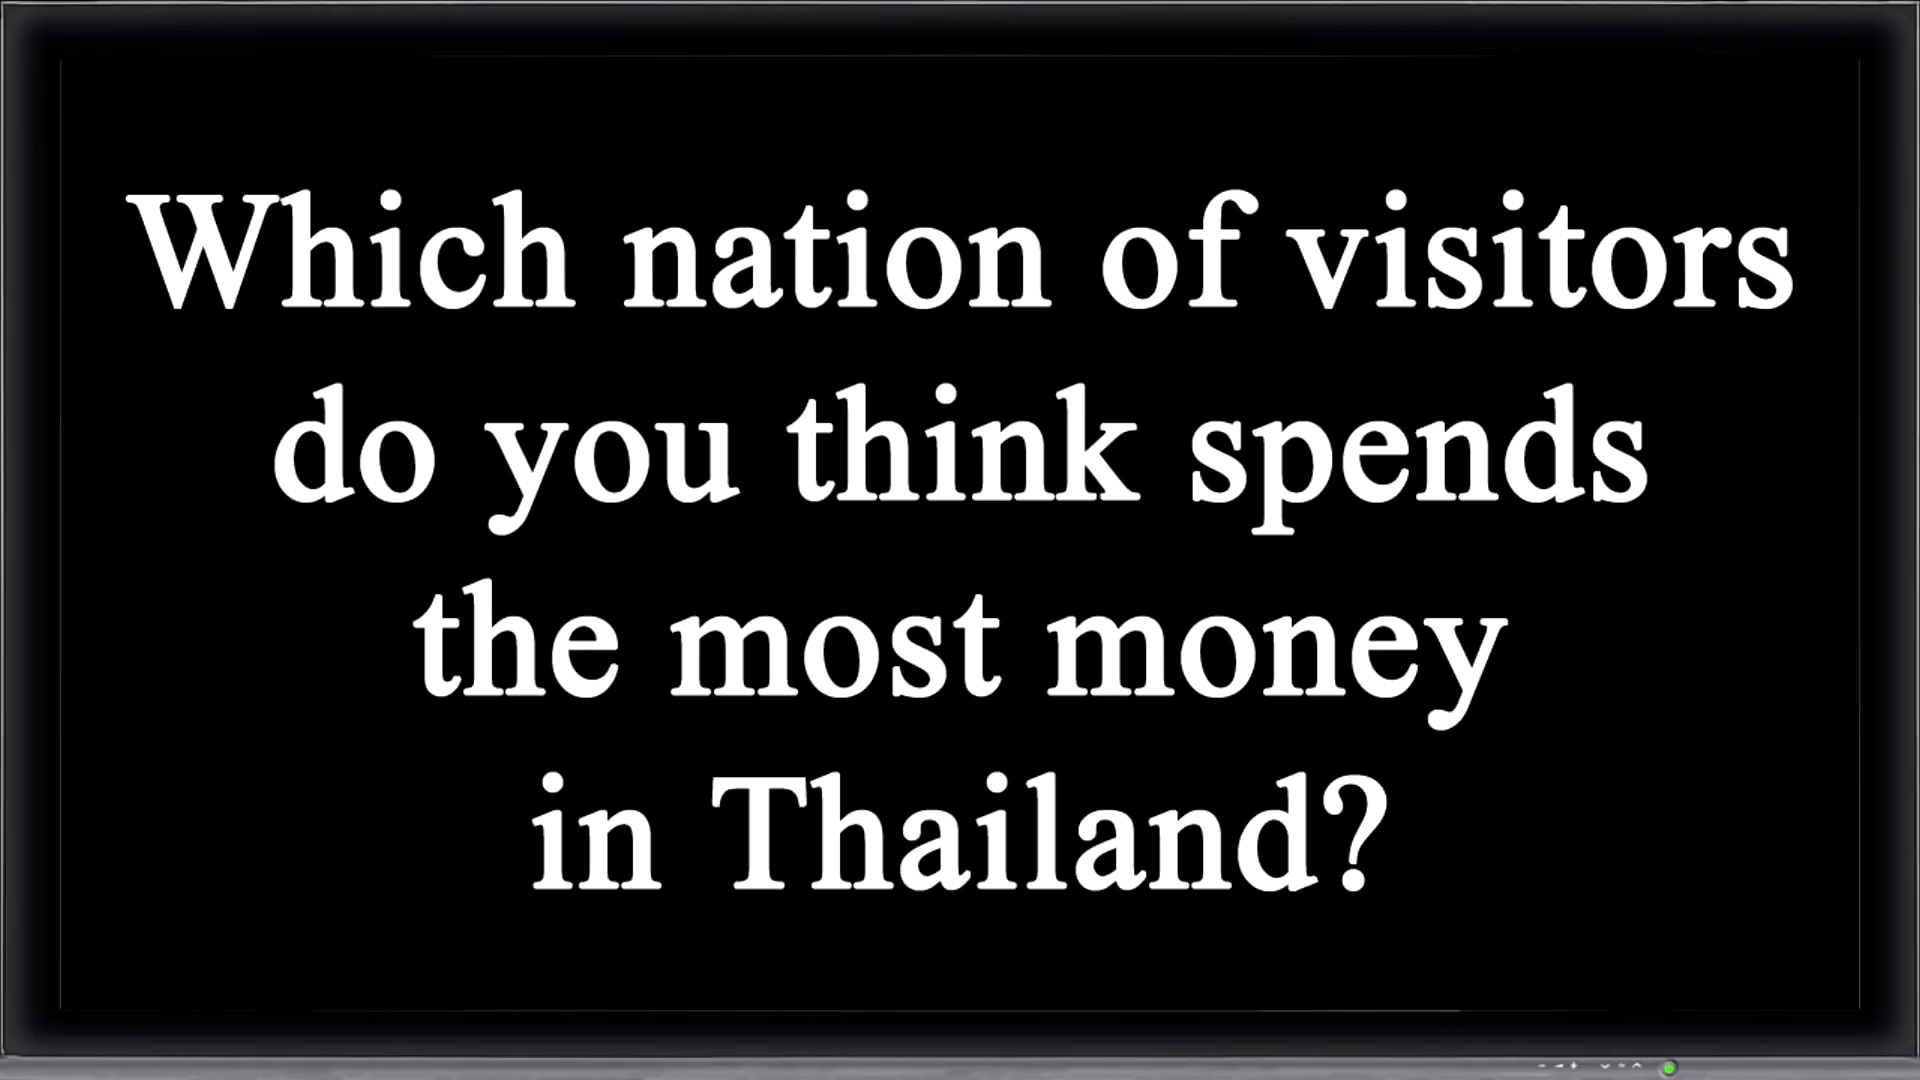 Which nation of visitors
do you think spends
the most money
in Thailand?